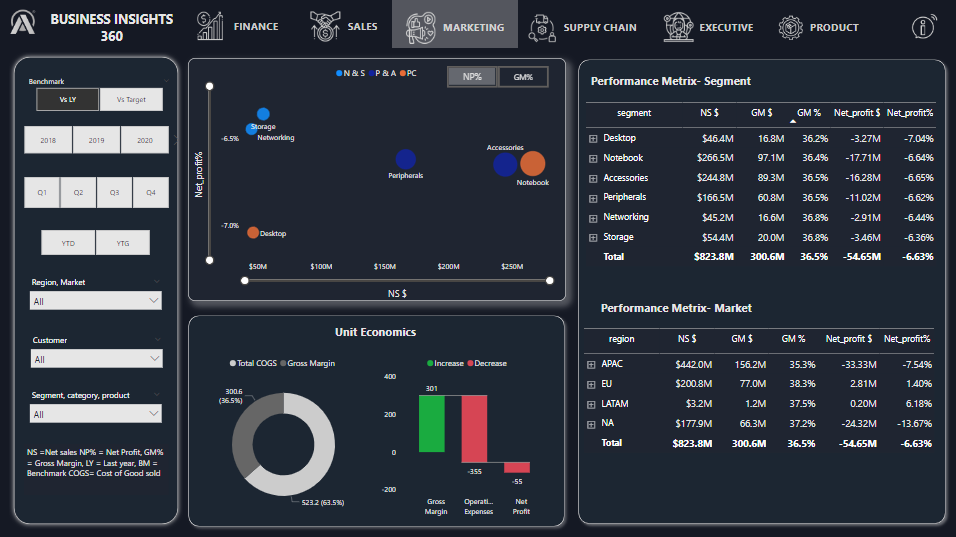 BUSINESS INSIGHTS
360
FINANCE
SALES
MARKETING
SUPPLY CHAIN
EXECUTIVE
PRODUCT
Benchmark
Vs LY
Vs Target
2018
2019
2020
Q1
Q2
Q3
Q4
YTD
YTG
Region, Market
All
Customer
All
Segment, category, product
All
NS =Net sales NP% = Net Profit, GM%
= Gross Margin, LY = Last year, BM =
Benchmark COGS= Cost of Good sold
N & S P & A PC
NP%
GM%
Net_profit%
-6.5%
-7.0%
Storage
Networking
Peripherals
Accessories
Notebook
Desktop
$50M $100M $150M $200M $250M
NS $
Unit Economics
Total COGS Gross Margin
300.6
(36.5%)
523.2 (63.5%)
Increase Decrease
400
200
0
-200
301
-355
-55
Gross
Margin
Operati...
Expenses
Net
Profit
Performance Metrix- Segment
segment NS $ GM $ GM % Net_profit $ Net_profit%
Desktop $46.4M 16.8M 36.2% -3.27M -7.04%
Notebook $266.5M 97.1M 36.4% -17.71M -6.64%
Accessories $244.8M 89.3M 36.5% -16.28M -6.65%
Peripherals $166.5M 60.8M 36.5% -11.02M -6.62%
Networking $45.2M 16.6M 36.8% -2.91M -6.44%
Storage $54.4M 20.0M 36.8% -3.46M -6.36%
Total $823.8M 300.6M 36.5% -54.65M -6.63%
Performance Metrix- Market
region NS $ GM $ GM % Net_profit $ Net_profit%
APAC $442.0M 156.2M 35.3% -33.33M -7.54%
EU $200.8M 77.0M 38.3% 2.81M 1.40%
LATAM $3.2M 1.2M 37.5% 0.20M 6.18%
NA $177.9M 66.3M 37.2% -24.32M -13.67%
Total $823.8M 300.6M 36.5% -54.65M -6.63%